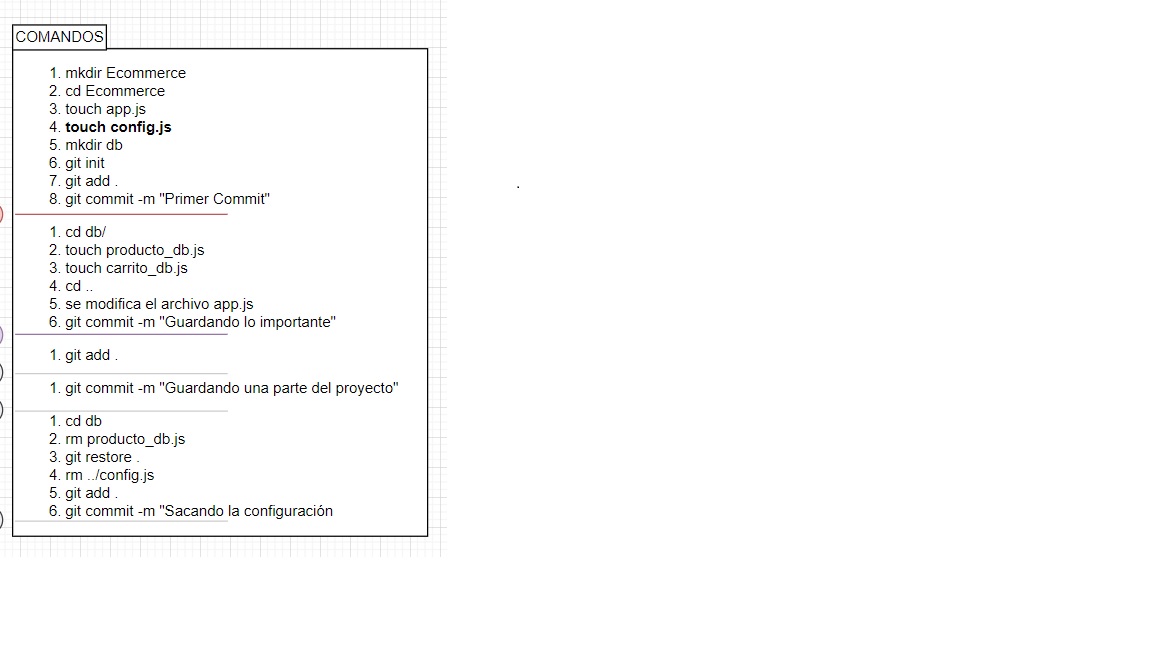 COMANDOS
1. mkdir Ecommerce
2. cd Ecommerce
3. touch app.js
4. touch config.js
5. mkdir db
6. git init
7. git add .
8. git commit -m "Primer Commit"
1. cd db/
2. touch producto_db.js
3. touch carrito_db.js
4. cd ..
5. se modifica el archivo app.js
6. git commit -m "Guardando lo importante"
1. git add .
1. git commit -m "Guardando una parte del proyecto"
1. cd db
2. rm producto_db.js
3. git restore .
4. rm ../config.js
5. git add .
6. git commit -m "Sacando la configuración